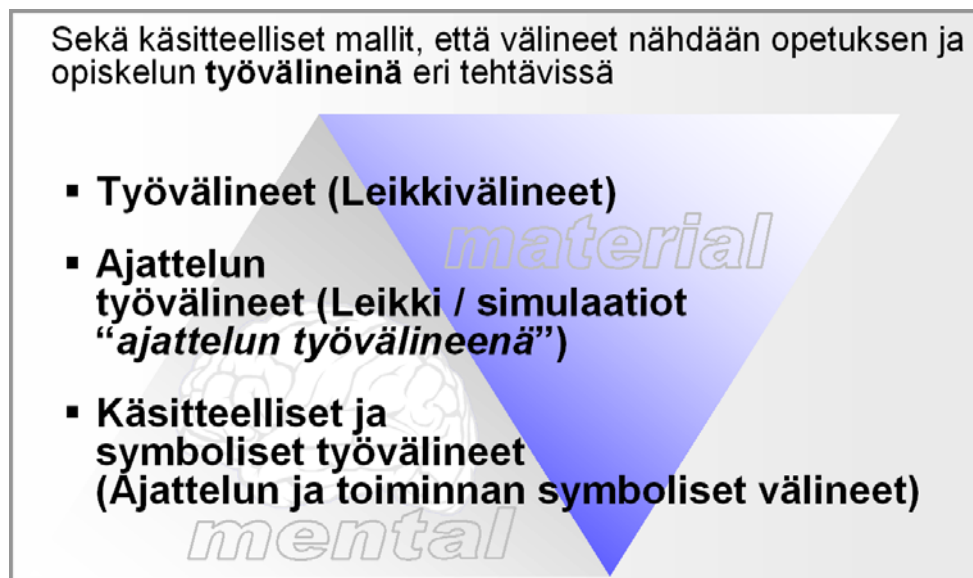 Sekä käsitteelliset mallit, että välineet nähdään opetuksen ja
opiskelun työvälineinä eri tehtävissä
▪ Työvälineet (Leikkivälineet)
material
▪ Ajattelun
työvälineet (Leikki / simulaatiot
“ajattelun työvälineenä”)
▪ Käsitteelliset ja
symboliset työvälineet
(Ajattelun ja toiminnan symboliset välineet)
mental